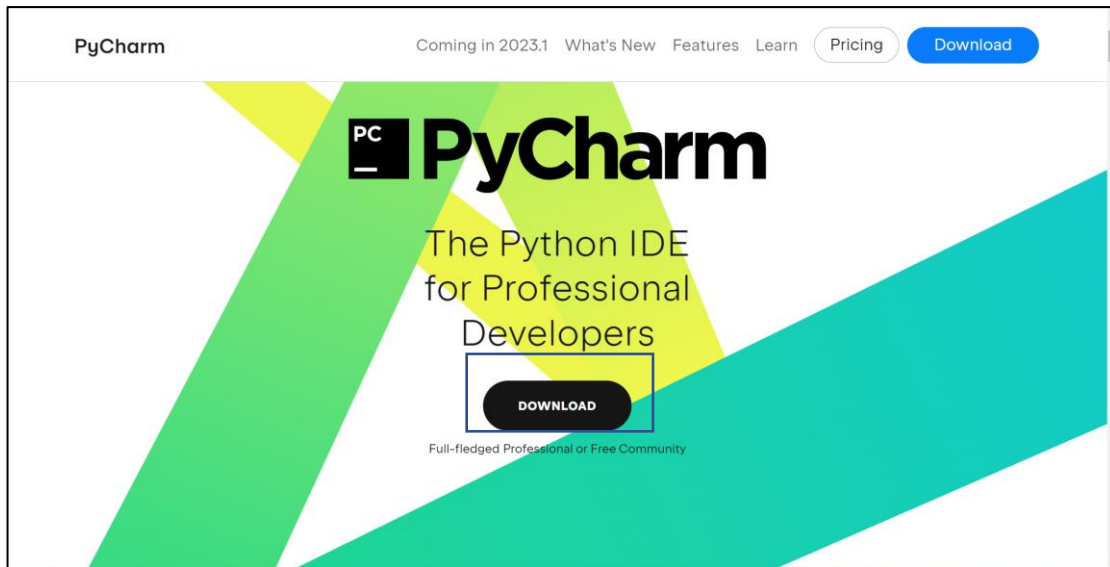 PyCharm Coming in 2023.1 What's New Features Learn Pricing Download
PC PyCharm
The Python IDE
for Professional
Developers
DOWNLOAD
Full-fledged Professional or Free Community